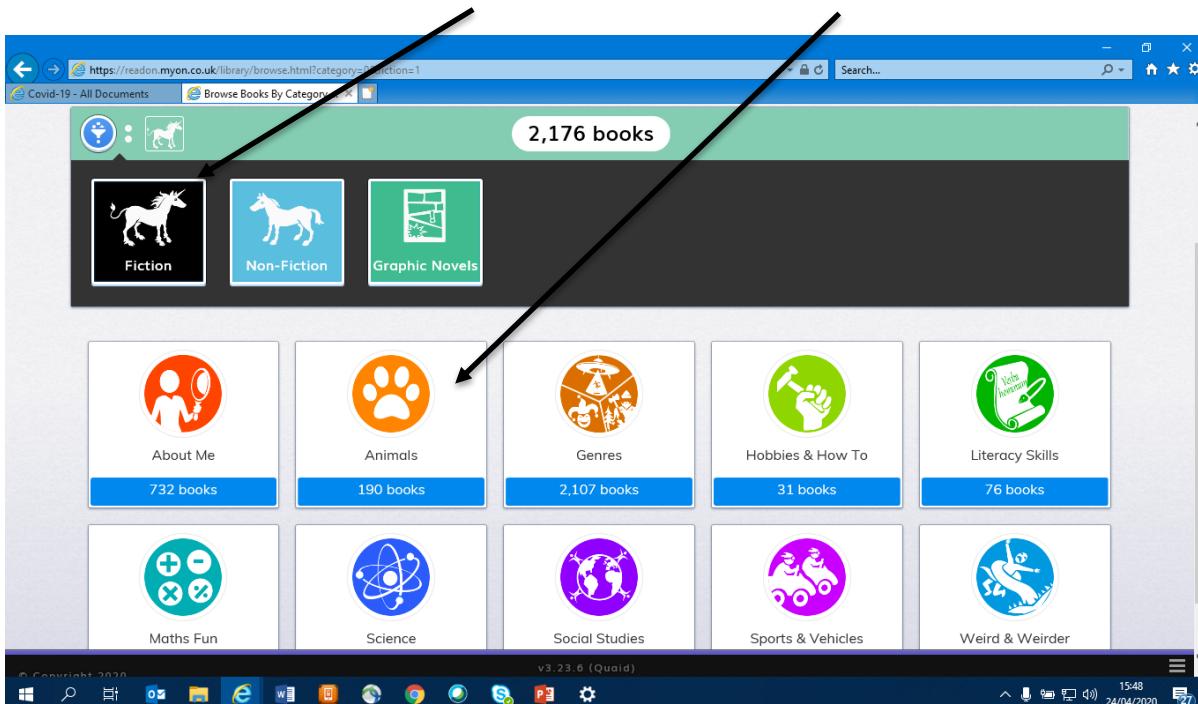 https://readon.myon.co.uk/library/browse.html?category=0&fiction=1
Search...
Covid-19 - All Documents
Browse Books By Category
2,176 books
Fiction
Non-Fiction
Graphic Novels
About Me
Animals
Genres
Hobbies & How To
Literacy Skills
732 books
190 books
2,107 books
31 books
76 books
Maths Fun
Science
Social Studies
Sports & Vehicles
Weird & Weirder
© Copyright 2020
v3.23.6 (Quaid)
15:48
24/04/2020
27